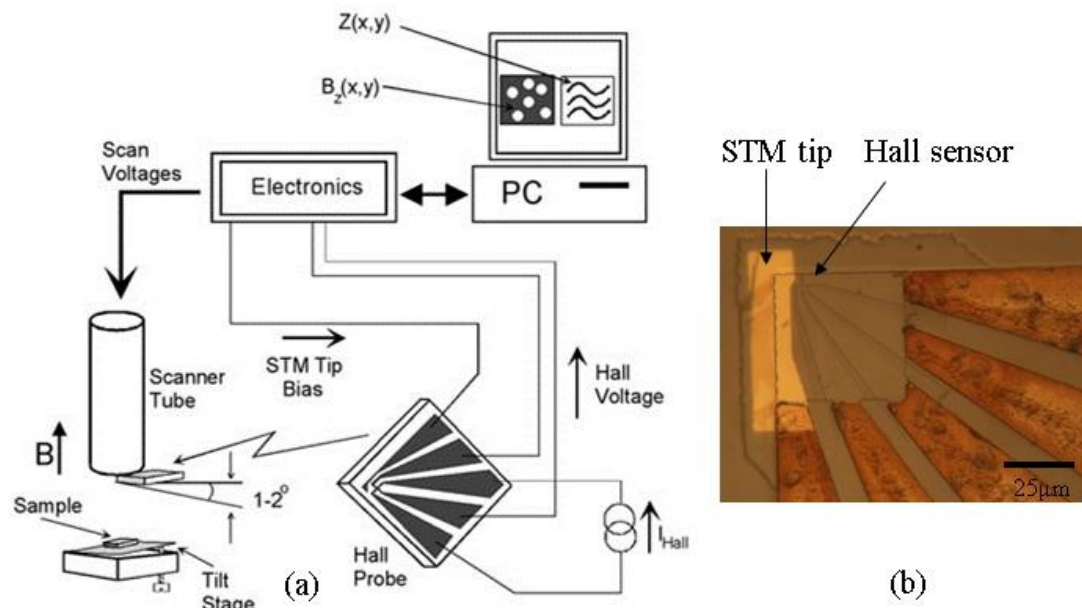 Z(x,y)
B_z(x,y)
Scan
Voltages
Electronics
PC
STM Tip
Bias
Hall
Voltage
Scanner
Tube
B
1-2°
Sample
Tilt
Stage
(a)
Hall
Probe
I_Hall
STM tip
Hall sensor
25μm
(b)